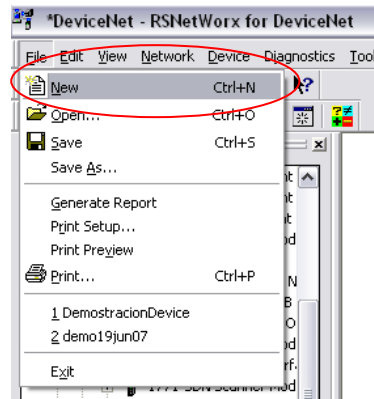 *DeviceNet - RSNetWorx for DeviceNet
File Edit View Network Device Diagnostics Tool
New Ctrl+N
Open... Ctrl+O
Save Ctrl+S
Save As...
Generate Report
Print Setup...
Print Preview
Print... Ctrl+P
1 DemostracionDevice
2 demo19jun07
Exit